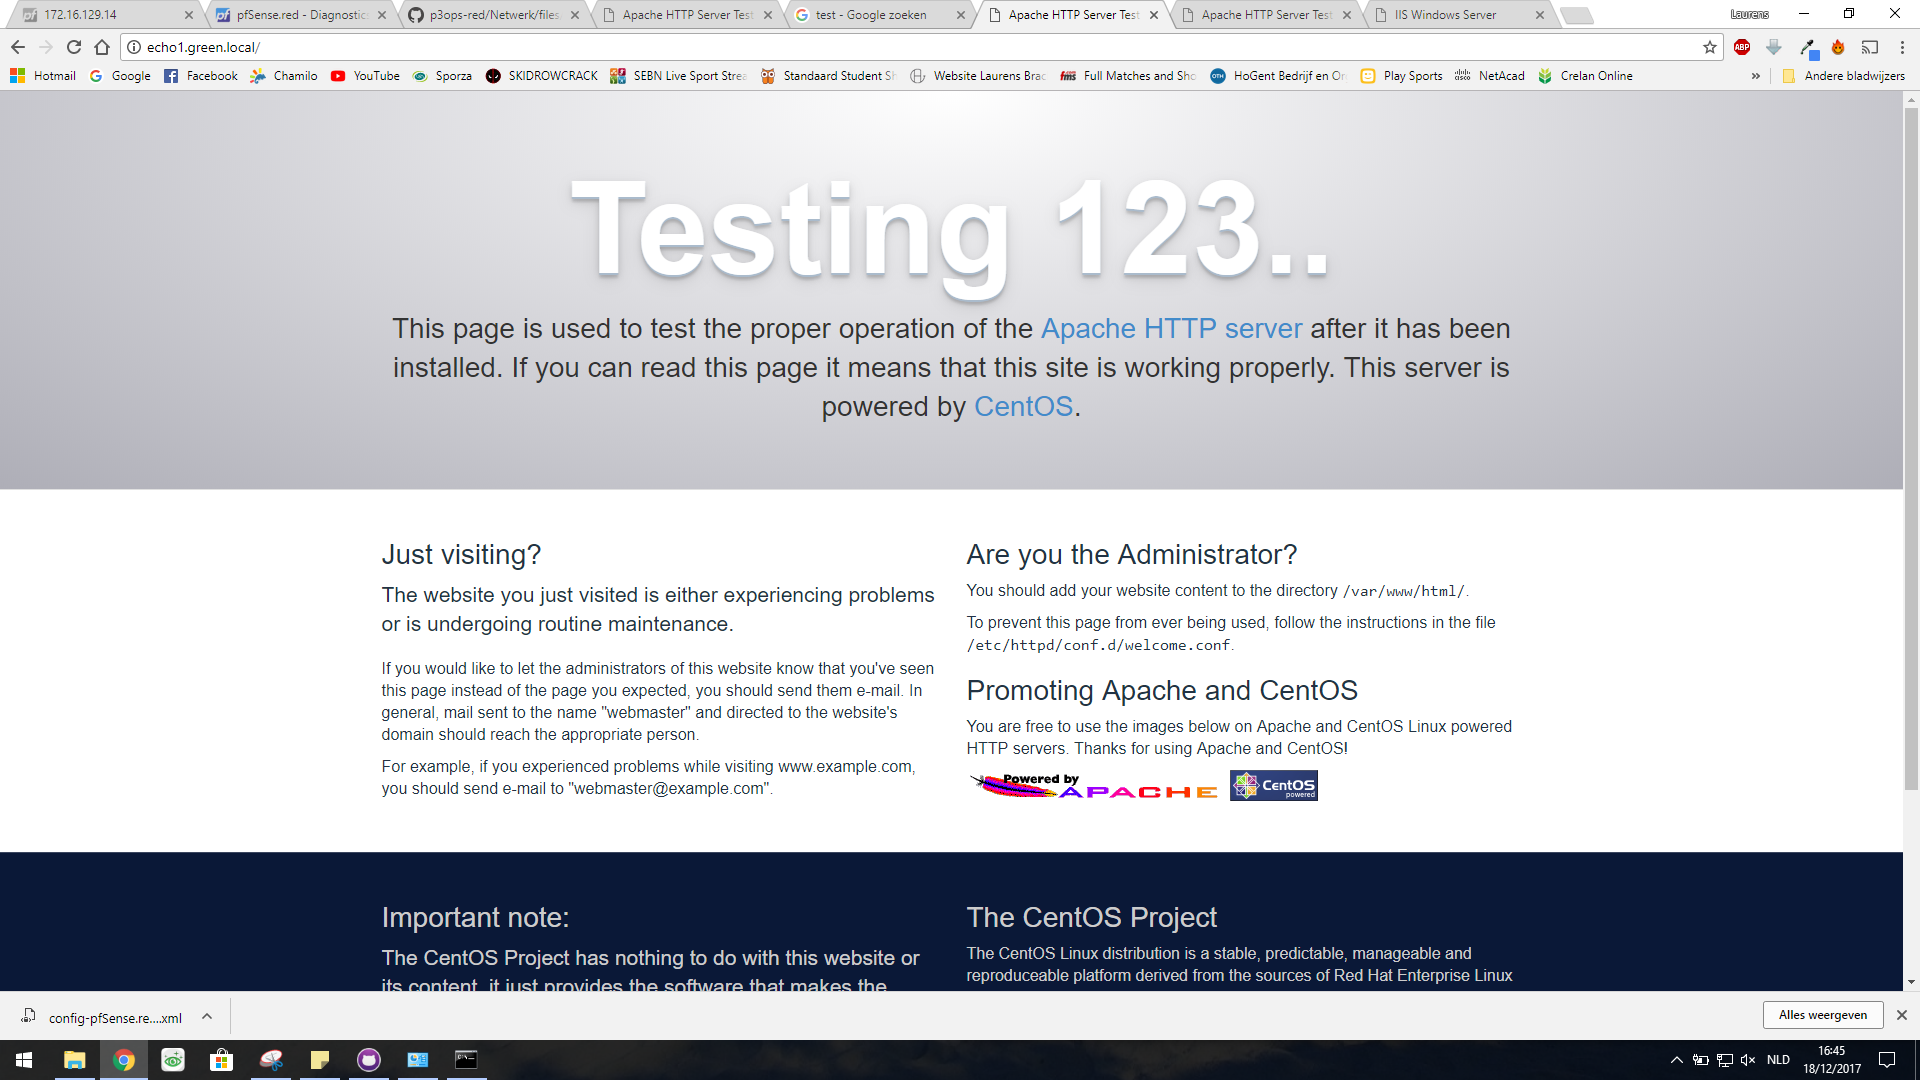 172.16.129.14
pfSense.red - Diagnostics
p3ops-red/Netwerk/files
Apache HTTP Server Test
test - Google zoeken
Apache HTTP Server Test
Apache HTTP Server Test
IIS Windows Server
Laurens
echo1.green.local/
ABP
Hotmail
Google
Facebook
Chamilo
YouTube
Sporza
SKIDROWCRACK
SEBN Live Sport Strea
Standaard Student Sh
Website Laurens Brac
Full Matches and Sho
HoGent Bedrijf en Or
Play Sports
NetAcad
Crelan Online
»
Andere bladwijzers
Testing 123..
This page is used to test the proper operation of the Apache HTTP server after it has been
installed. If you can read this page it means that this site is working properly. This server is
powered by CentOS.
Just visiting?
The website you just visited is either experiencing problems
or is undergoing routine maintenance.
If you would like to let the administrators of this website know that you've seen
this page instead of the page you expected, you should send them e-mail. In
general, mail sent to the name "webmaster" and directed to the website's
domain should reach the appropriate person.
For example, if you experienced problems while visiting www.example.com,
you should send e-mail to "webmaster@example.com".
Are you the Administrator?
You should add your website content to the directory /var/www/html/.
To prevent this page from ever being used, follow the instructions in the file
/etc/httpd/conf.d/welcome.conf.
Promoting Apache and CentOS
You are free to use the images below on Apache and CentOS Linux powered
HTTP servers. Thanks for using Apache and CentOS!
Powered by
APACHE
CentOS
powered
Important note:
The CentOS Project has nothing to do with this website or
its content, it just provides the software that makes the
The CentOS Project
The CentOS Linux distribution is a stable, predictable, manageable and
reproduceable platform derived from the sources of Red Hat Enterprise Linux
config-pfSense.re....xml
Alles weergeven
NLD
16:45
18/12/2017